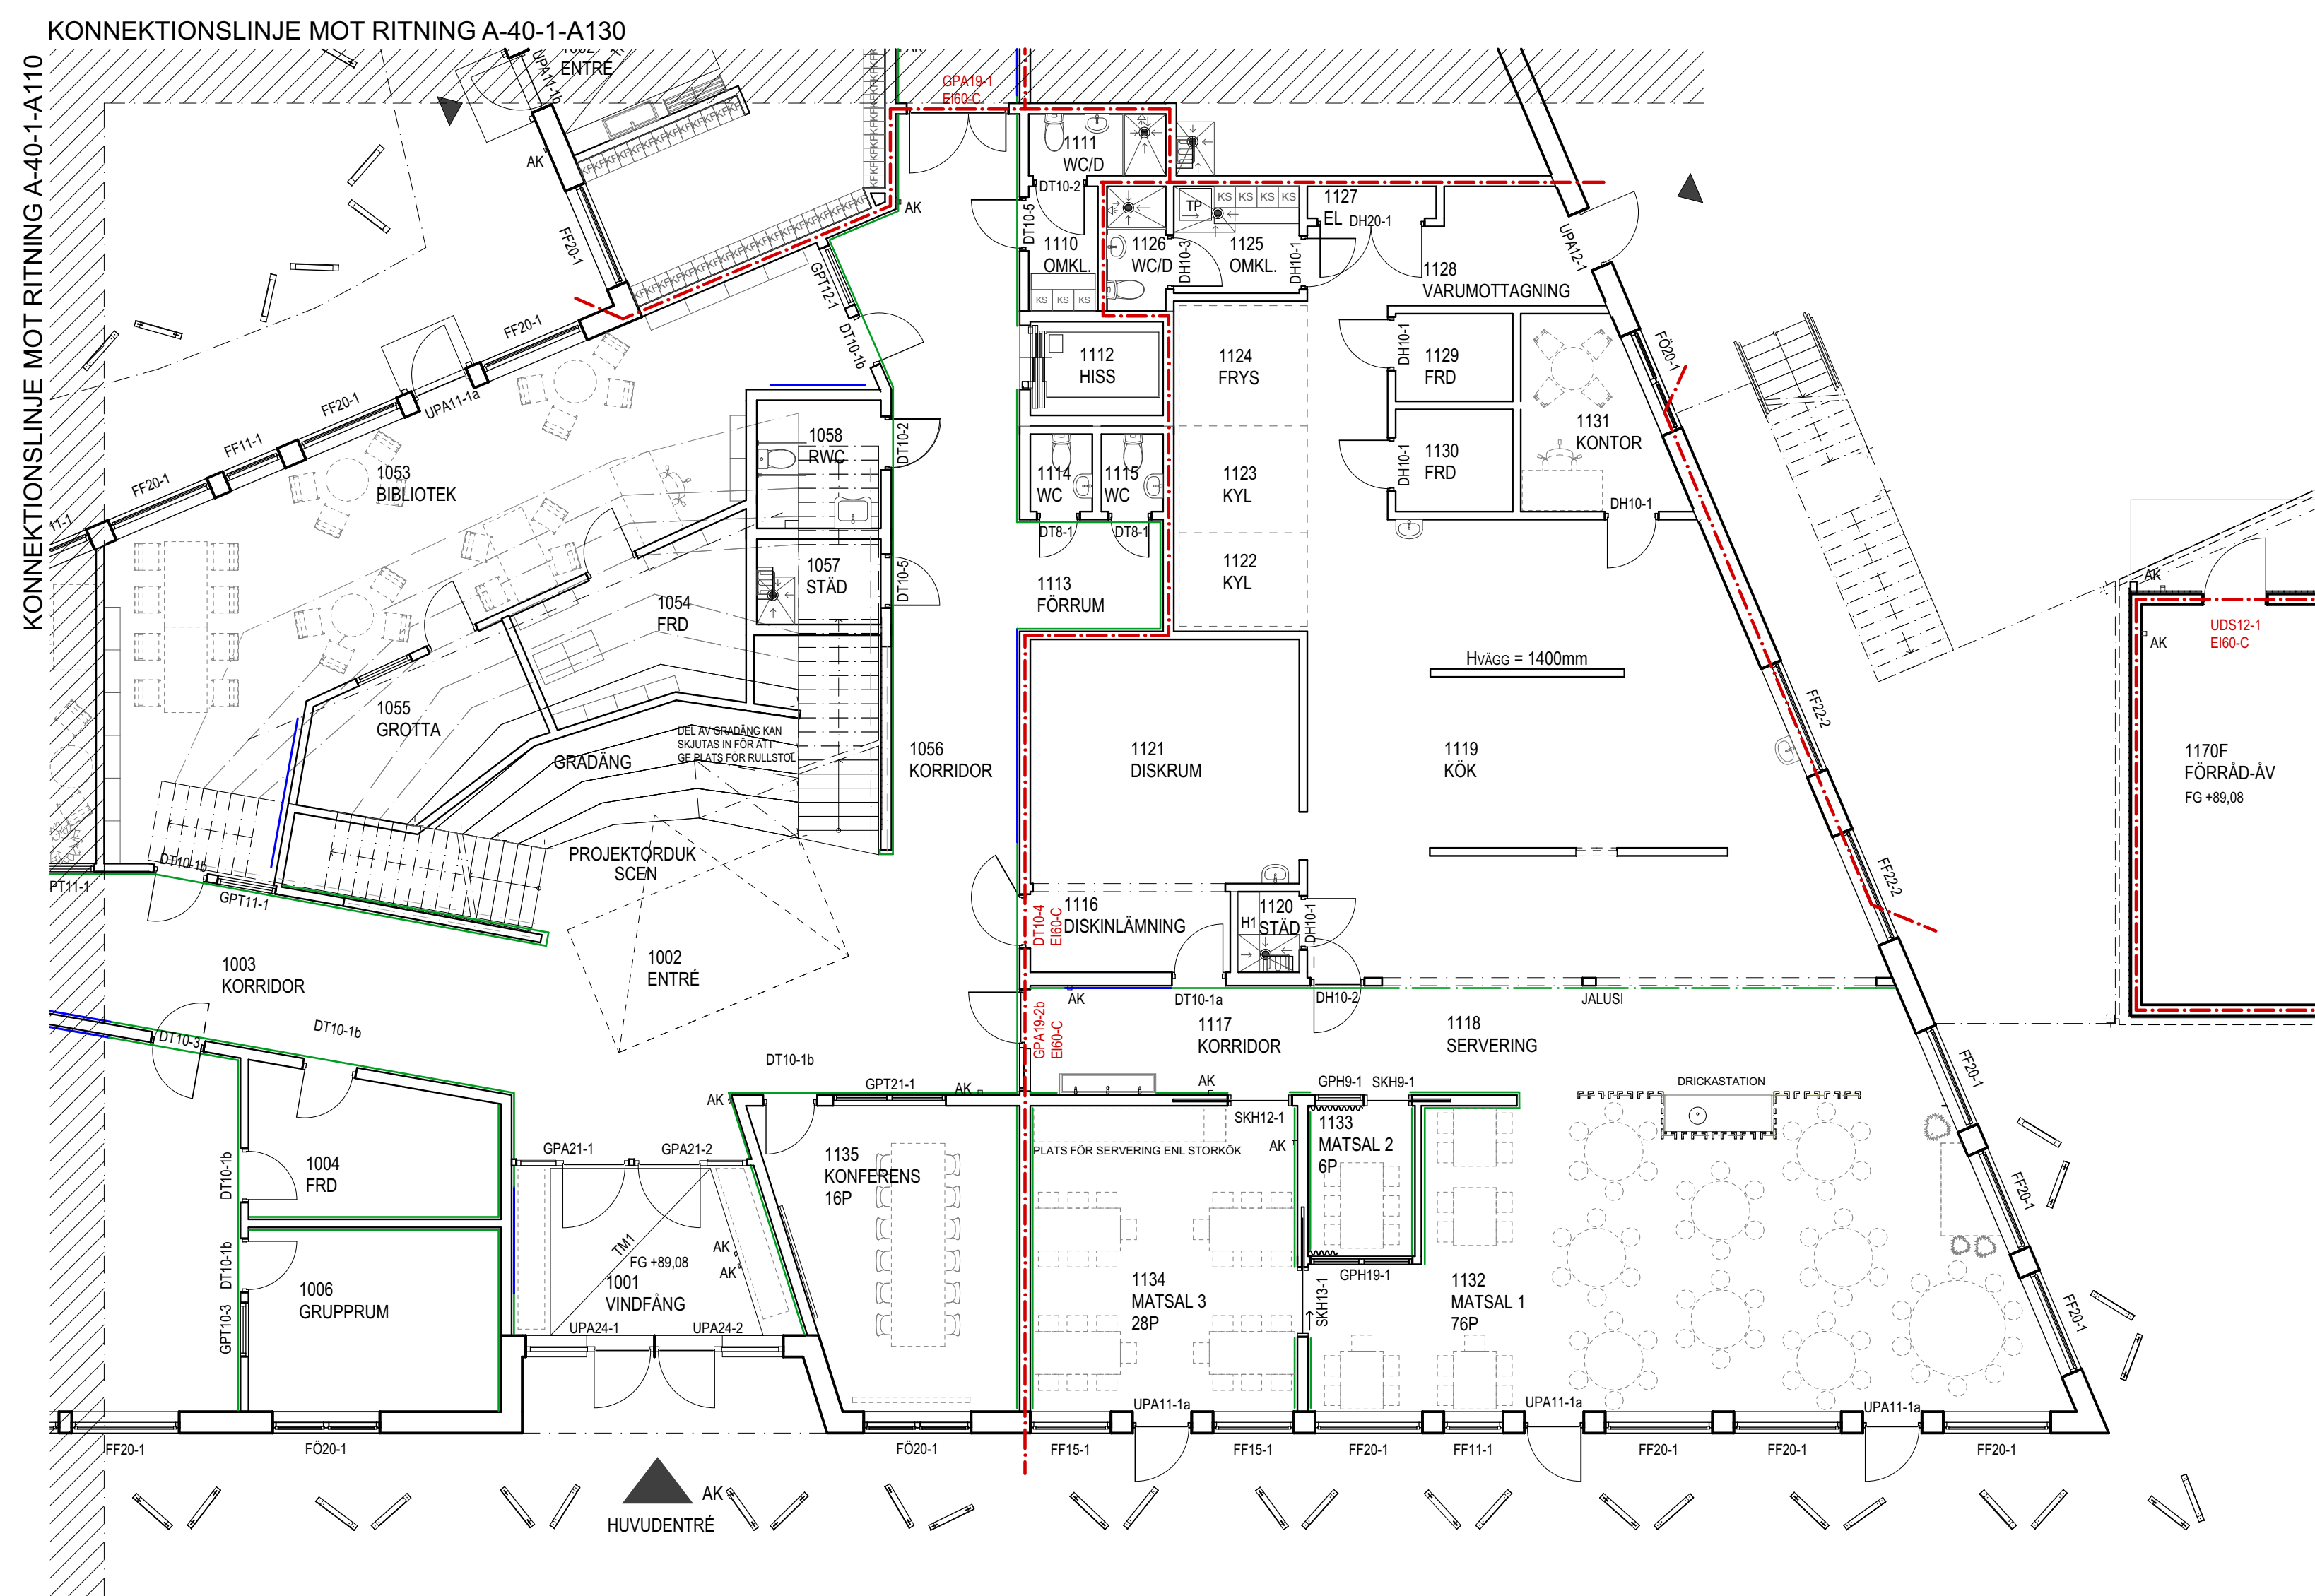 KONNEKTIONSLINJE MOT RITNING A-40-1-A130
KONNEKTIONSLINJE MOT RITNING A-40-1-A110
ENTRÉ
UPA11-1b
AK
FF20-1
GPA19-1
EI60-C
AK
1111
WC/D
DT10-2
DT10-5
1110
OMKL.
KS KS KS
1126
WC/D
DH10-3
TP
KS KS KS KS
1125
OMKL.
DH10-1
1127
EL
DH20-1
1128
VARUMOTTAGNING
UPA12-1
FÖ20-1
GPT12-1
DT10-1b
FF20-1
UPA11-1a
FF20-1
FF11-1
FF20-1
11-1
1053
BIBLIOTEK
1058
RWC
DT10-2
1057
STÄD
DT10-5
1054
FRD
1055
GROTTA
GRADÄNG
DEL AV GRADÄNG KAN
SKJUTAS IN FÖR ATT
GE PLATS FÖR RULLSTOL
1056
KORRIDOR
1112
HISS
1114
WC
1115
WC
DT8-1
DT8-1
1113
FÖRRUM
1124
FRYS
1123
KYL
1122
KYL
DH10-1
1129
FRD
DH10-1
1130
FRD
1131
KONTOR
DH10-1
HVÄGG = 1400mm
1121
DISKRUM
1119
KÖK
FF22-2
FF22-2
AK
UDS12-1
EI60-C
AK
1170F
FÖRRÅD-ÅV
FG +89,08
PROJEKTORDUK
SCEN
DT10-1b
PT11-1
GPT11-1
1003
KORRIDOR
1002
ENTRÉ
DT10-4
EI60-C
1116
DISKINLÄMNING
H1
1120
STÄD
DH10-1
AK
DT10-1a
DH10-2
JALUSI
GPA19-2b
EI60-C
1117
KORRIDOR
1118
SERVERING
DT10-3
DT10-1b
DT10-1b
GPT21-1
AK
AK
AK
SKH12-1
GPH9-1
SKH9-1
DRICKASTATION
FF20-1
1004
FRD
DT10-1b
GPA21-1
GPA21-2
1135
KONFERENS
16P
PLATS FÖR SERVERING ENL STORKÖK
AK
1133
MATSAL 2
6P
FF20-1
DT10-1b
TM1
AK
AK
FG +89,08
1001
VINDFÅNG
1006
GRUPPRUM
GPT10-3
UPA24-1
UPA24-2
1134
MATSAL 3
28P
GPH19-1
SKH13-1
1132
MATSAL 1
76P
FF20-1
UPA11-1a
UPA11-1a
UPA11-1a
FF20-1
FÖ20-1
FÖ20-1
FF15-1
FF15-1
FF20-1
FF11-1
FF20-1
FF20-1
FF20-1
AK
HUVUDENTRÉ